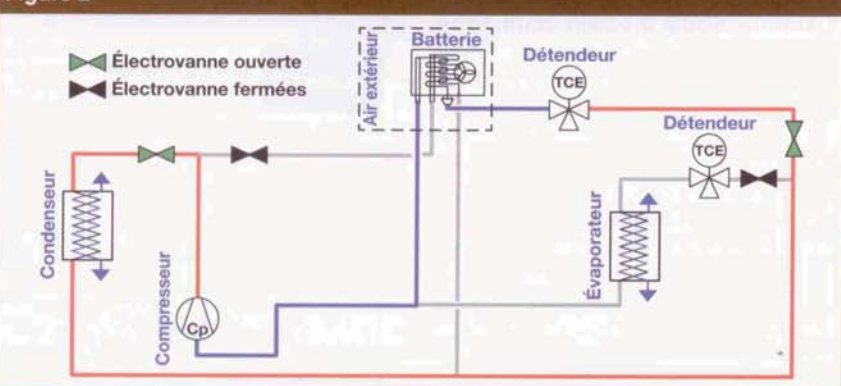 Électrovanne ouverte
Électrovanne fermées
Air extérieur
Batterie
Détendeur
TCE
Détendeur
TCE
Condenseur
Compresseur
Cp
Évaporateur